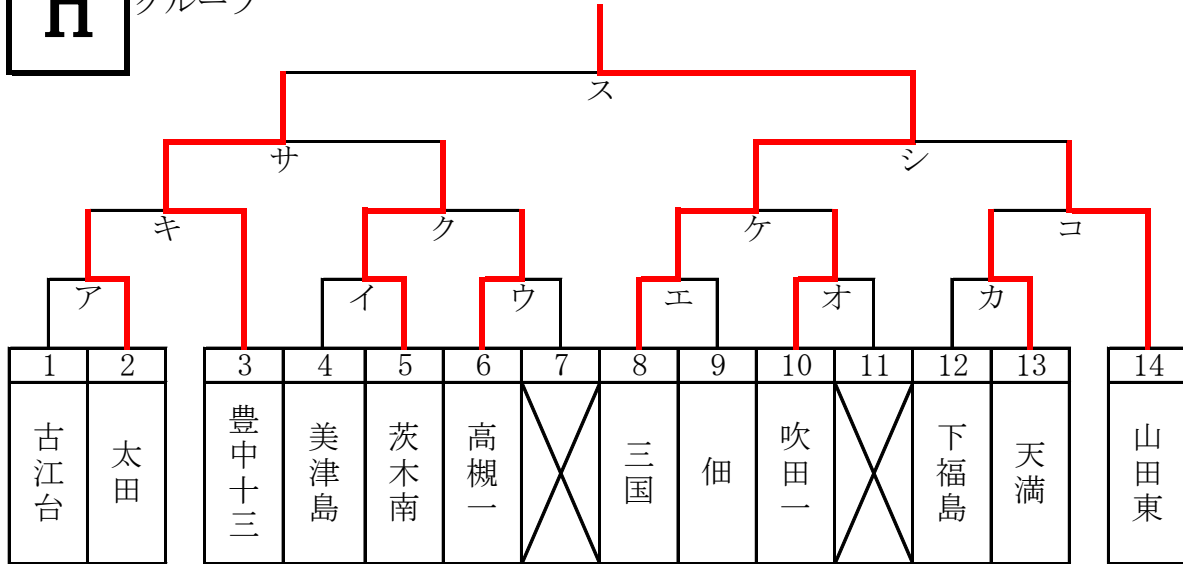 H
グループ
ス
サ
シ
キ
ク
ケ
コ
ア
イ
ウ
エ
オ
カ
1 2 3 4 5 6 7 8 9 10 11 12 13 14
古江台
太田
豊中十三
美津島
茨木南
高槻一
三国
佃
吹田一
下福島
天満
山田東